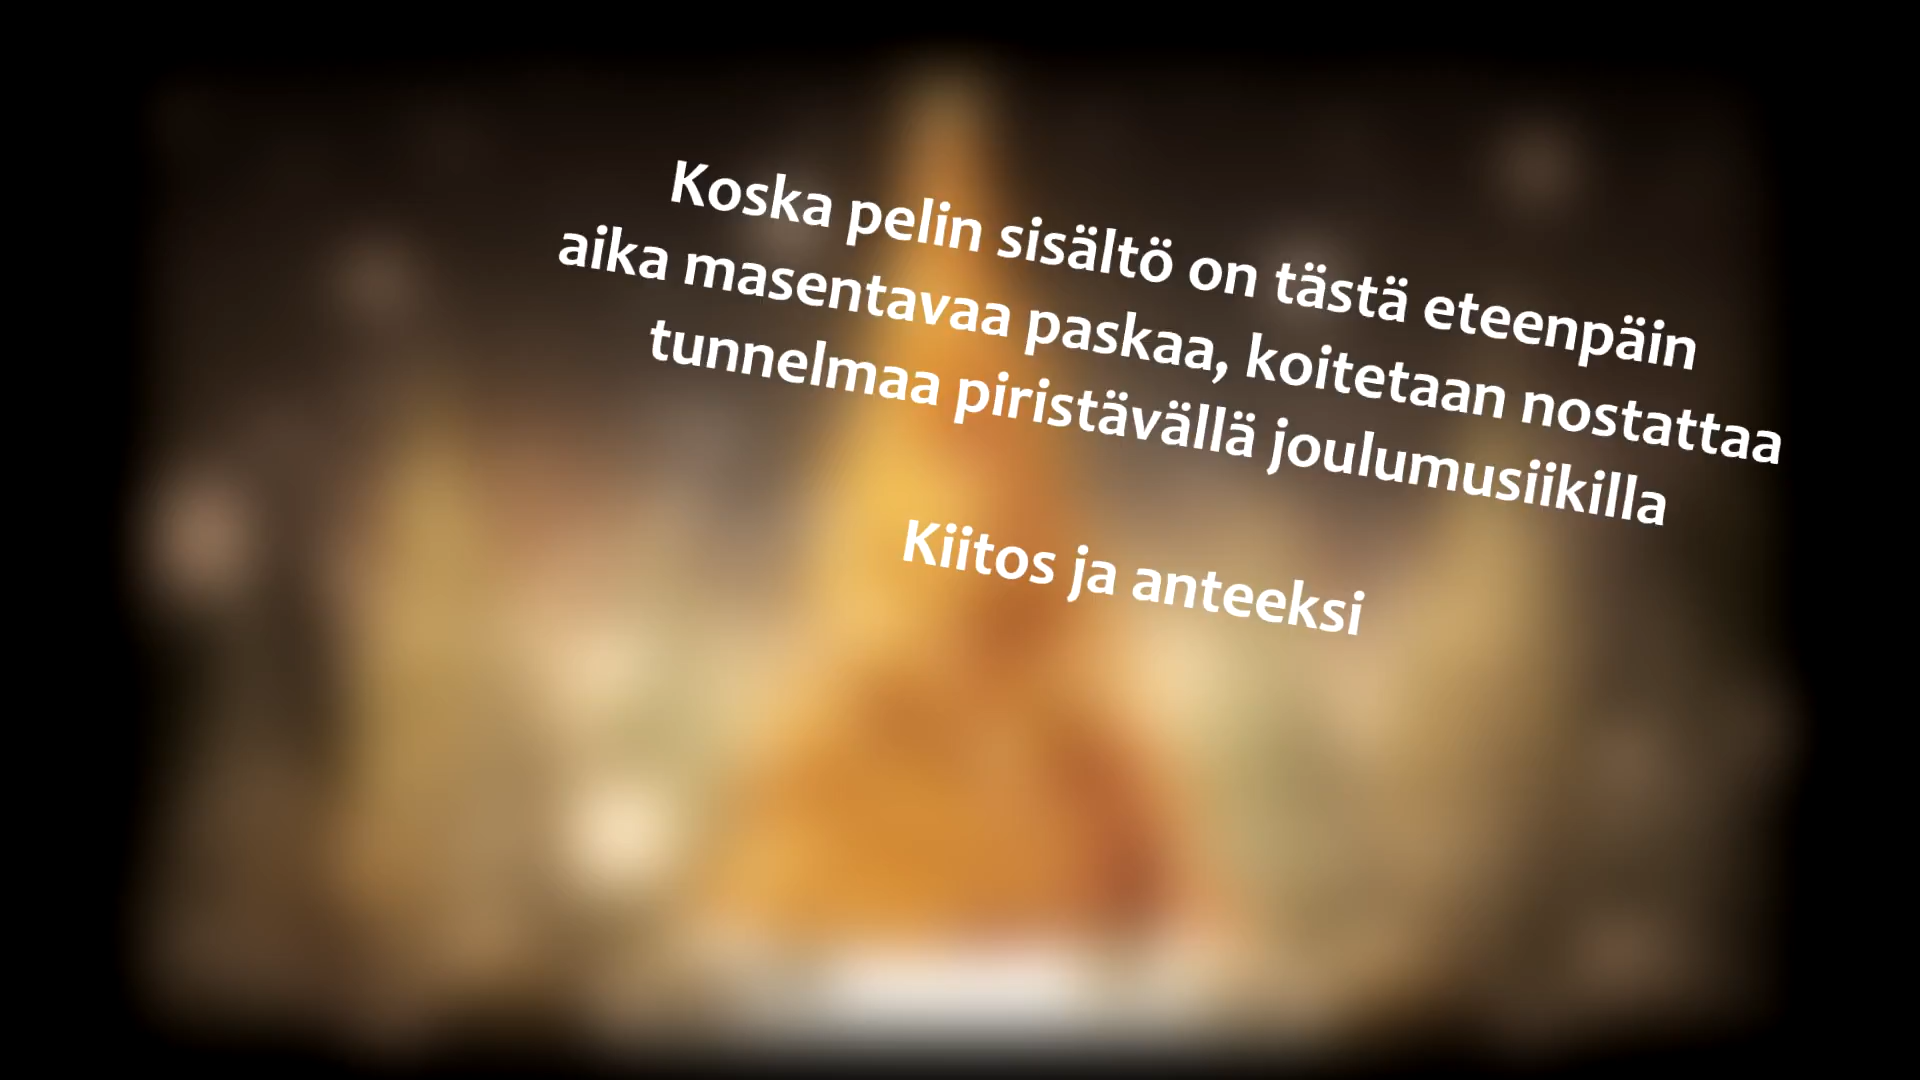 Koska pelin sisältö on tästä eteenpäin
aika masentavaa paskaa, koitetaan nostattaa
tunnelmaa piristävällä joulumusiikilla
Kiitos ja anteeksi